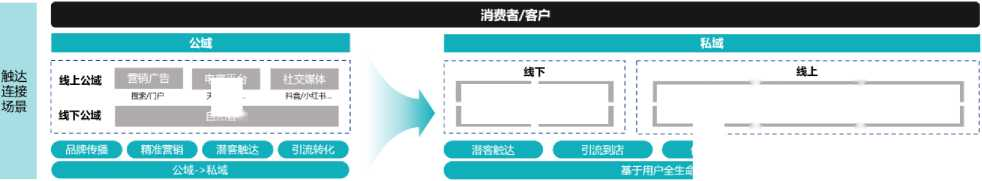 消费者/客户
触达
连接
场景
公域
私域
线上公域
营销广告
社交媒体
搜索/门户
抖音/小红书...
线下公域
线下
线上
品牌传播
精准营销
潜客触达
引流转化
公域->私域
潜客触达
引流到店
基于用户全生命